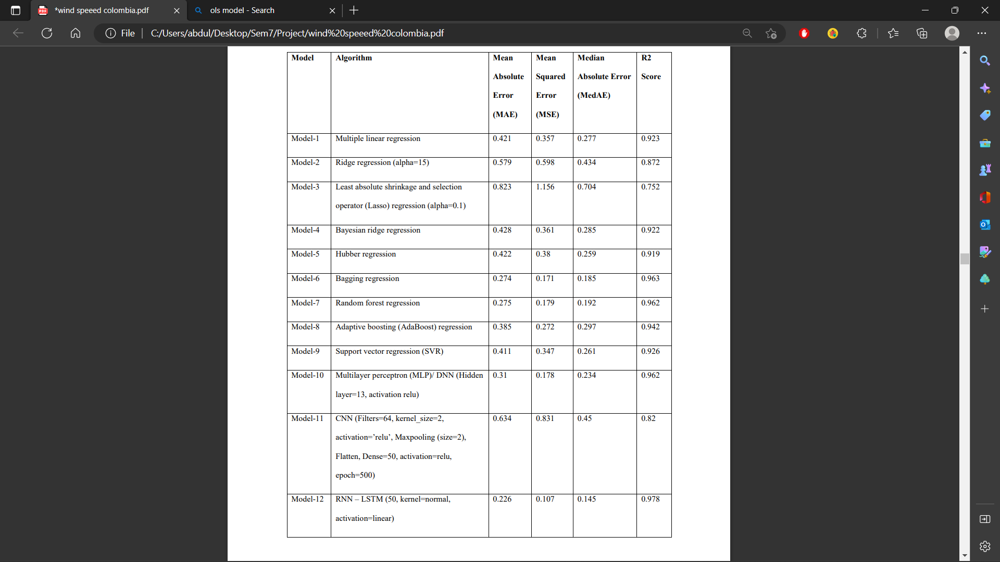 *wind speeed colombia.pdf
ols model - Search
File
C:/Users/abdul/Desktop/Sem7/Project/wind%20speeed%20colombia.pdf
Model Algorithm Mean Mean Median R2
Absolute Squared Absolute Error Score
Error Error (MedAE)
(MAE) (MSE)
Model-1 Multiple linear regression 0.421 0.357 0.277 0.923
Model-2 Ridge regression (alpha=15) 0.579 0.598 0.434 0.872
Model-3 Least absolute shrinkage and selection 0.823 1.156 0.704 0.752
operator (Lasso) regression (alpha=0.1)
Model-4 Bayesian ridge regression 0.428 0.361 0.285 0.922
Model-5 Hubber regression 0.422 0.38 0.259 0.919
Model-6 Bagging regression 0.274 0.171 0.185 0.963
Model-7 Random forest regression 0.275 0.179 0.192 0.962
Model-8 Adaptive boosting (AdaBoost) regression 0.385 0.272 0.297 0.942
Model-9 Support vector regression (SVR) 0.411 0.347 0.261 0.926
Model-10 Multilayer perceptron (MLP)/ DNN (Hidden 0.31 0.178 0.234 0.962
layer=13, activation relu)
Model-11 CNN (Filters=64, kernel_size=2, 0.634 0.831 0.45 0.82
activation=’relu’, Maxpooling (size=2),
Flatten, Dense=50, activation=relu,
epoch=500)
Model-12 RNN – LSTM (50, kernel=normal, 0.226 0.107 0.145 0.978
activation=linear)